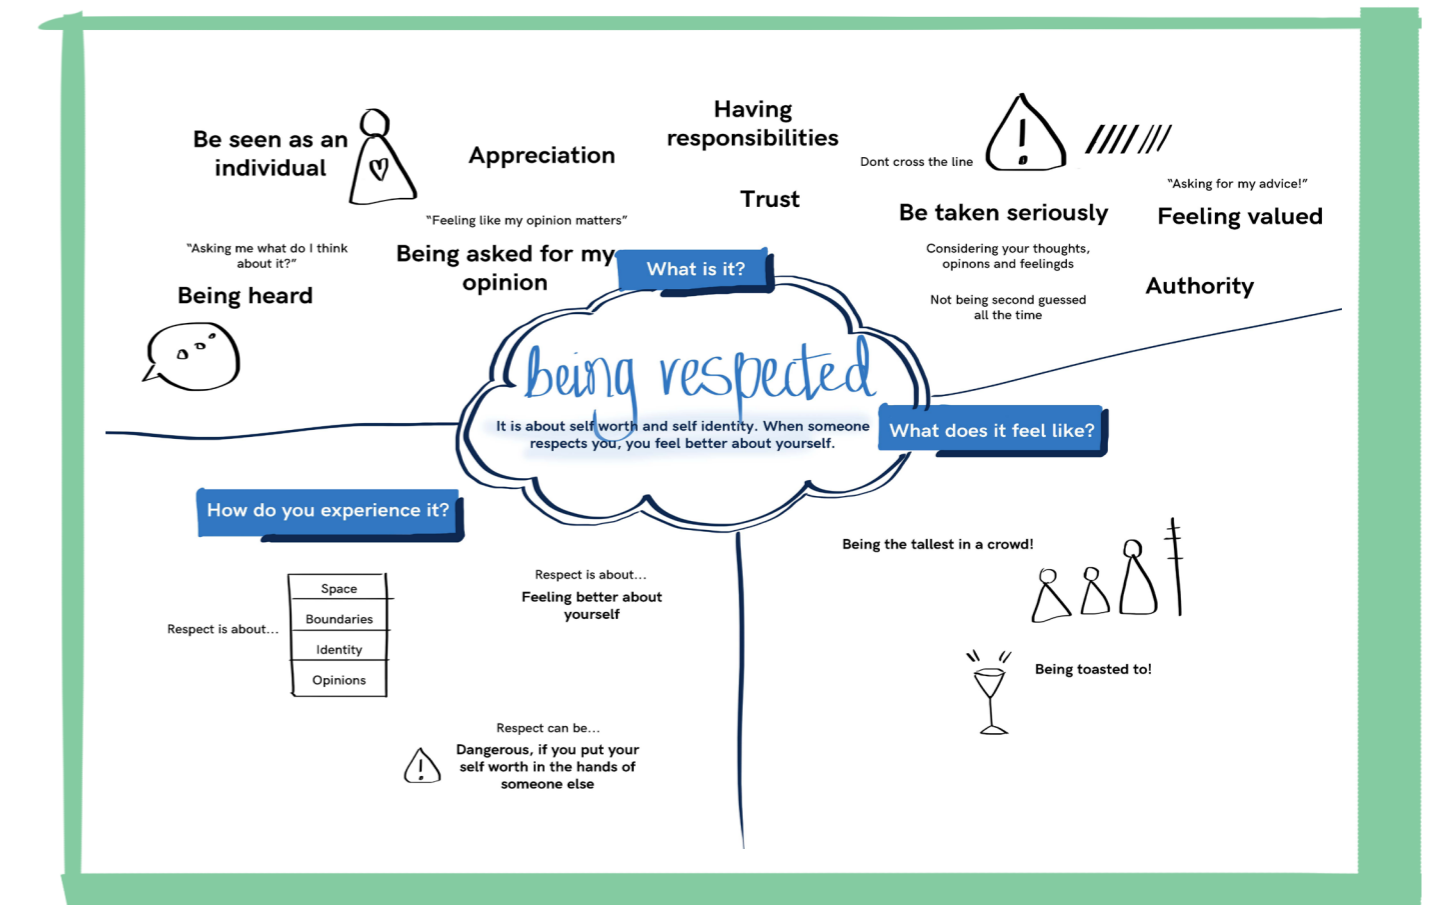 Be seen as an
individual
Appreciation
Having
responsibilities
Trust
Dont cross the line
"Asking for my advice!"
Be taken seriously
Feeling valued
Considering your thoughts,
opinons and feelingds
Authority
Not being second guessed
all the time
"Feeling like my opinion matters"
"Asking me what do I think
about it?"
Being asked for my
opinion
Being heard
What is it?
being respected
It is about self worth and self identity. When someone
respects you, you feel better about yourself.
What does it feel like?
Being the tallest in a crowd!
Being toasted to!
How do you experience it?
Respect is about...
Space
Boundaries
Identity
Opinions
Respect is about...
Feeling better about
yourself
Respect can be...
Dangerous, if you put your
self worth in the hands of
someone else